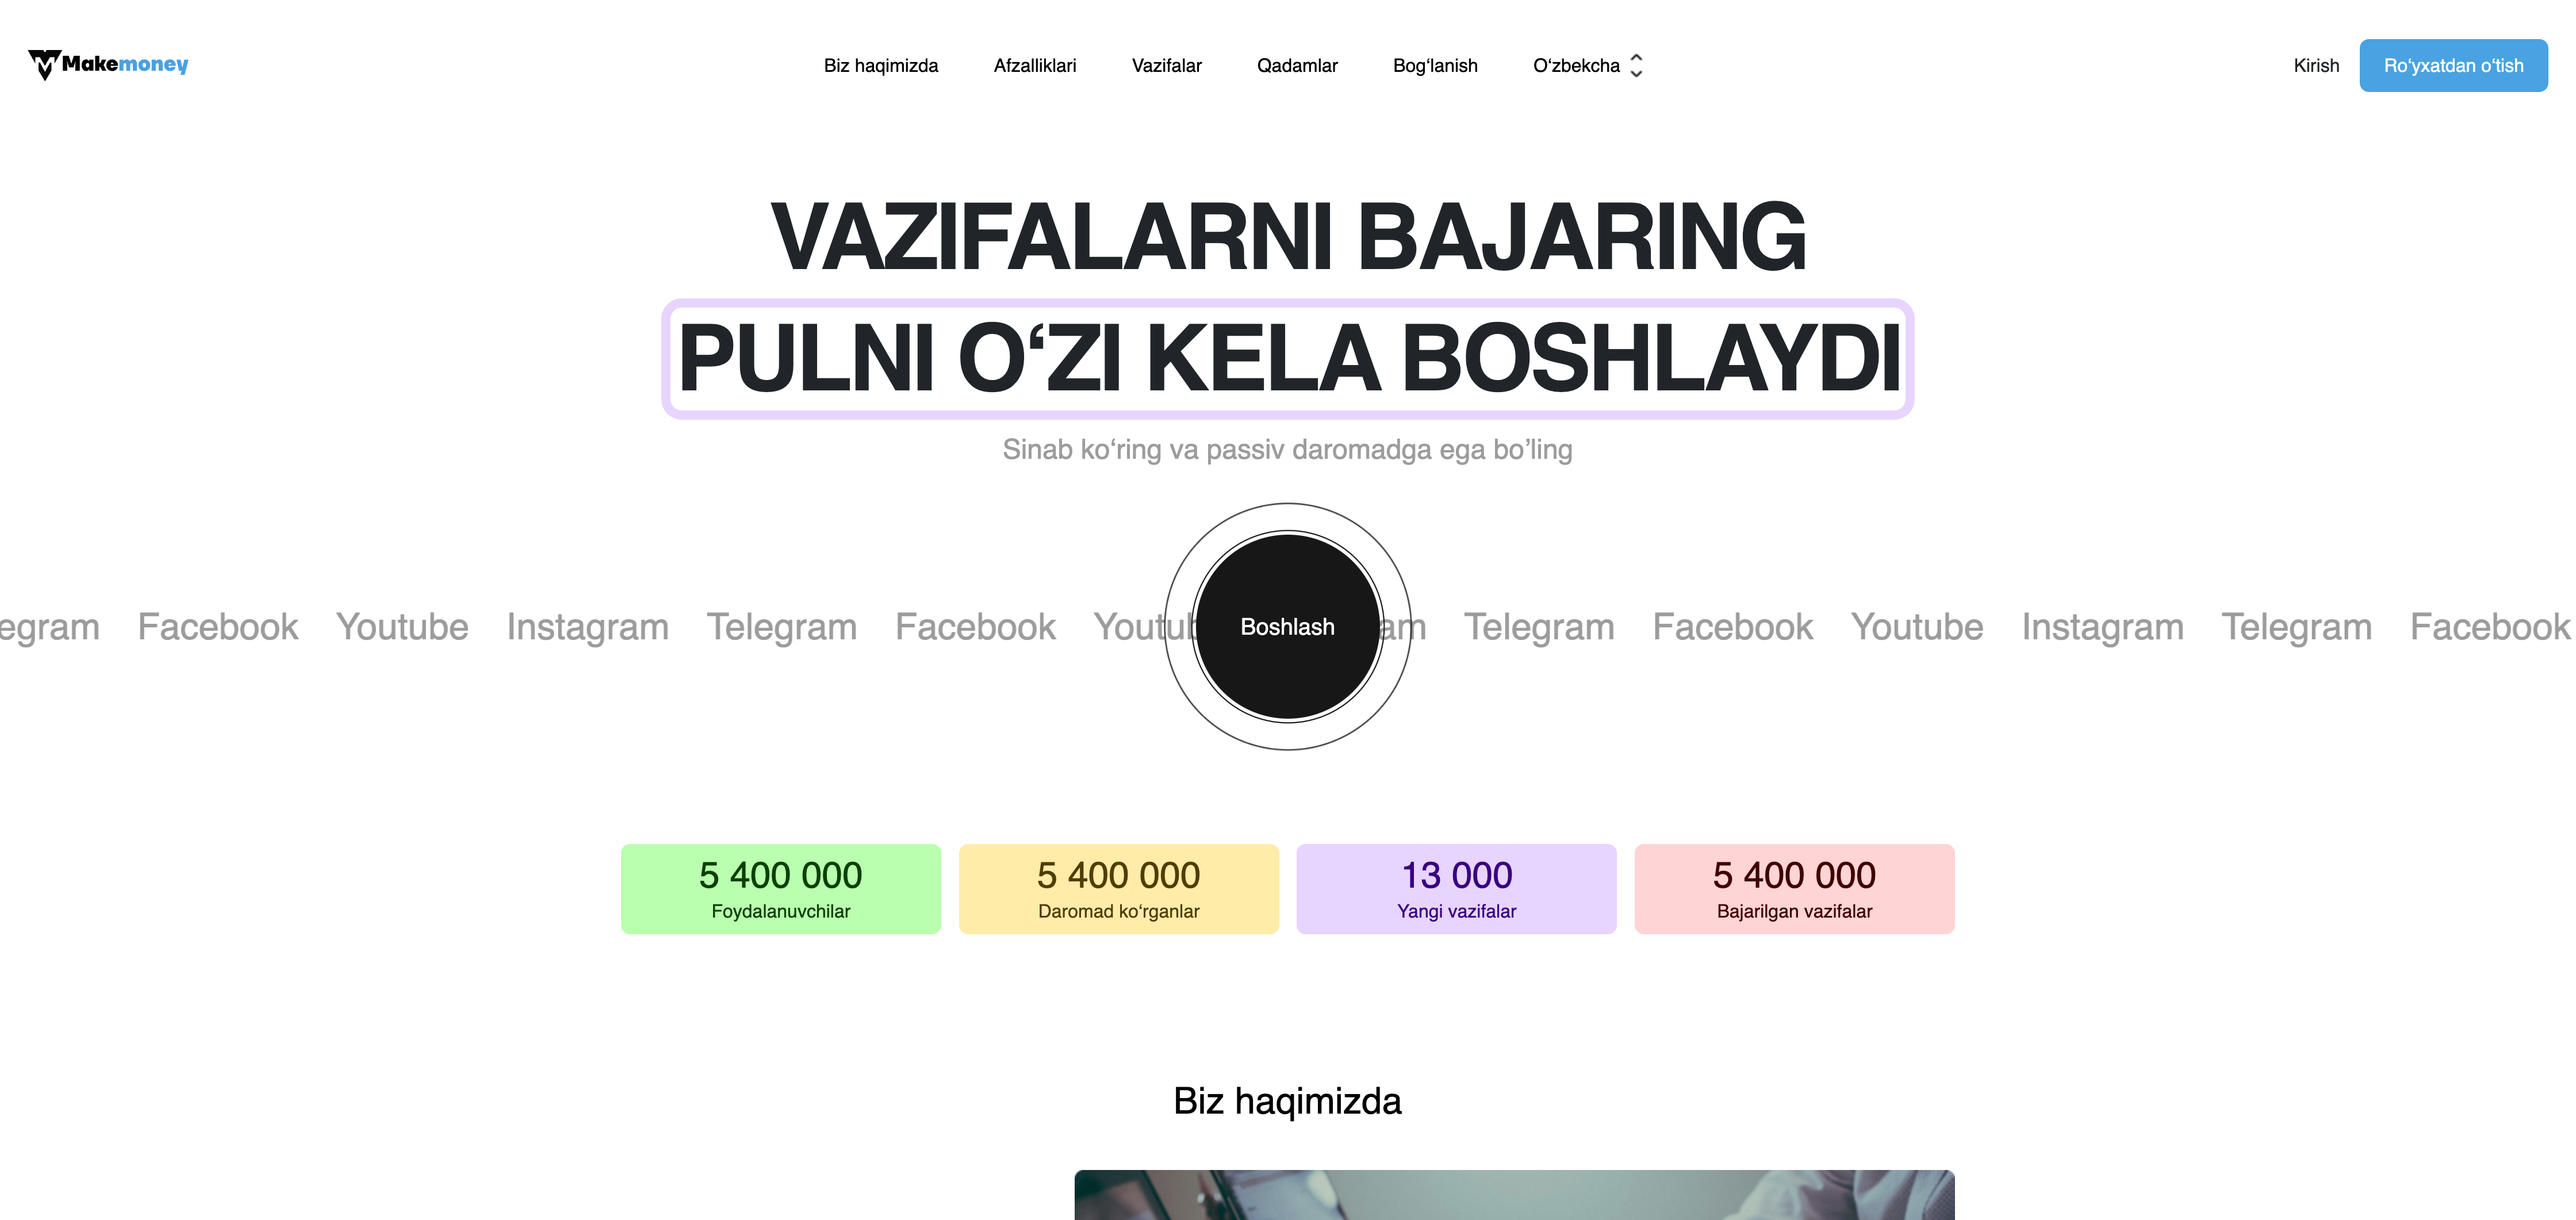 Makemoney
Biz haqimizda Afzalliklari Vazifalar Qadamlar Bog‘lanish O‘zbekcha
Kirish Ro‘yxatdan o‘tish
VAZIFALARNI BAJARING
PULNI O‘ZI KELA BOSHLAYDI
Sinab ko‘ring va passiv daromadga ega bo’ling
egram Facebook Youtube Instagram Telegram Facebook Youtub Boshlash am Telegram Facebook Youtube Instagram Telegram Facebook
5 400 000
Foydalanuvchilar
5 400 000
Daromad ko‘rganlar
13 000
Yangi vazifalar
5 400 000
Bajarilgan vazifalar
Biz haqimizda